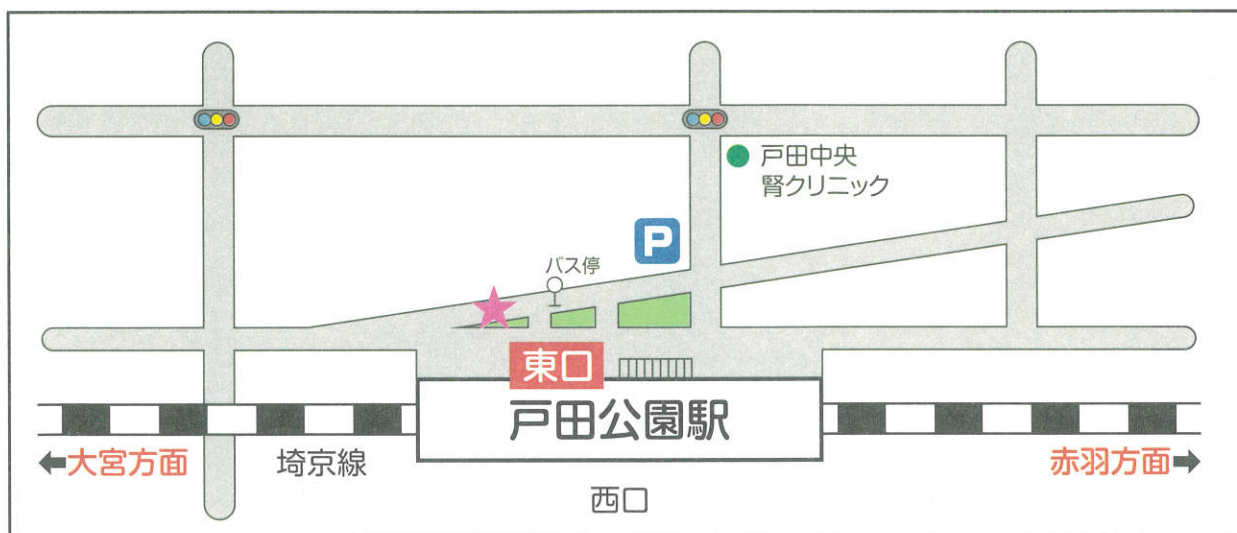 戸田中央
腎クリニック
P
バス停
東口
戸田公園駅
←大宮方面
埼京線
赤羽方面→
西口